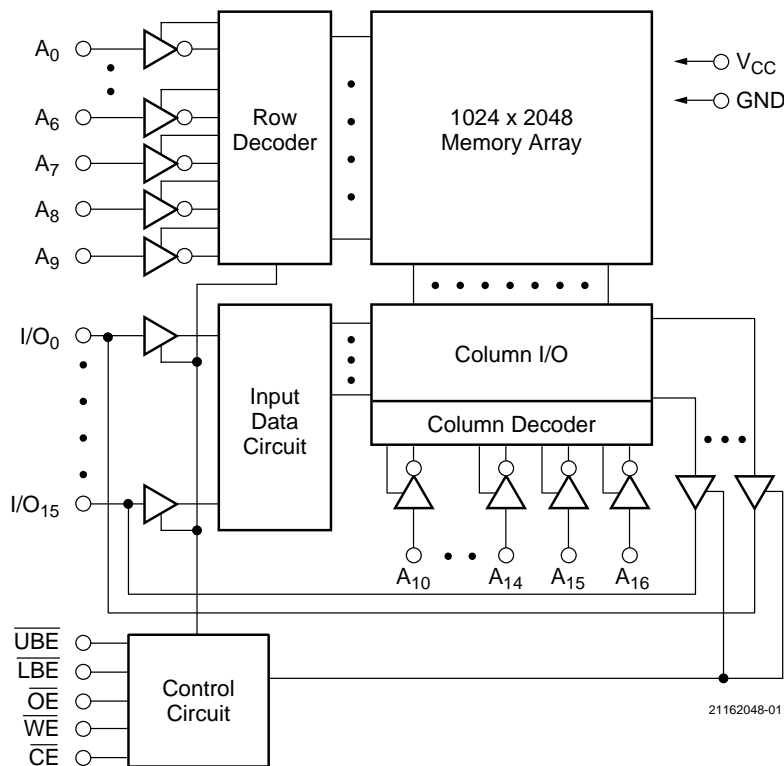 A0
A6
A7
A8
A9
Row
Decoder
1024 x 2048
Memory Array
VCC
GND
I/O0
I/O15
Input
Data
Circuit
Column I/O
Column Decoder
A10
A14
A15
A16
UBE
LBE
OE
WE
CE
Control
Circuit
21162048-01